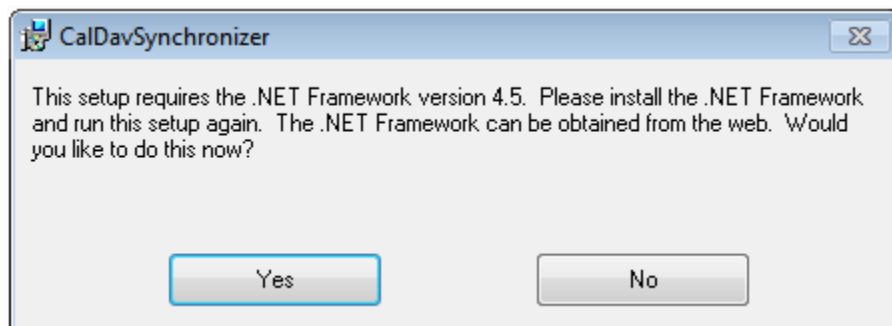 CalDavSynchronizer
This setup requires the .NET Framework version 4.5.  Please install the .NET Framework
and run this setup again.  The .NET Framework can be obtained from the web.  Would
you like to do this now?
Yes
No